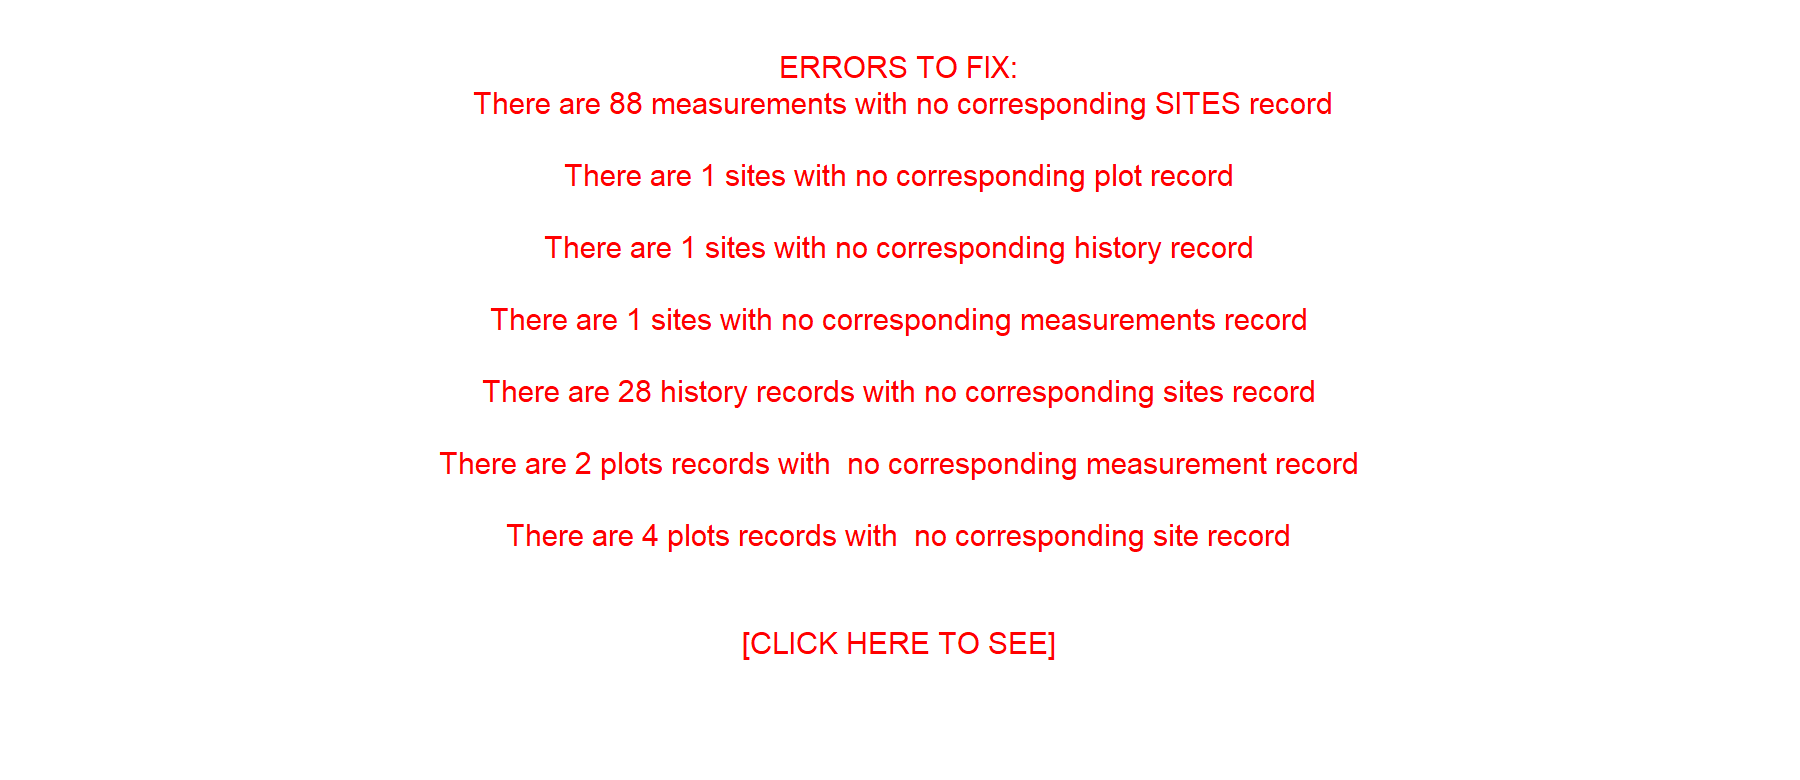 ERRORS TO FIX:
There are 88 measurements with no corresponding SITES record
There are 1 sites with no corresponding plot record
There are 1 sites with no corresponding history record
There are 1 sites with no corresponding measurements record
There are 28 history records with no corresponding sites record
There are 2 plots records with  no corresponding measurement record
There are 4 plots records with  no corresponding site record
[CLICK HERE TO SEE]